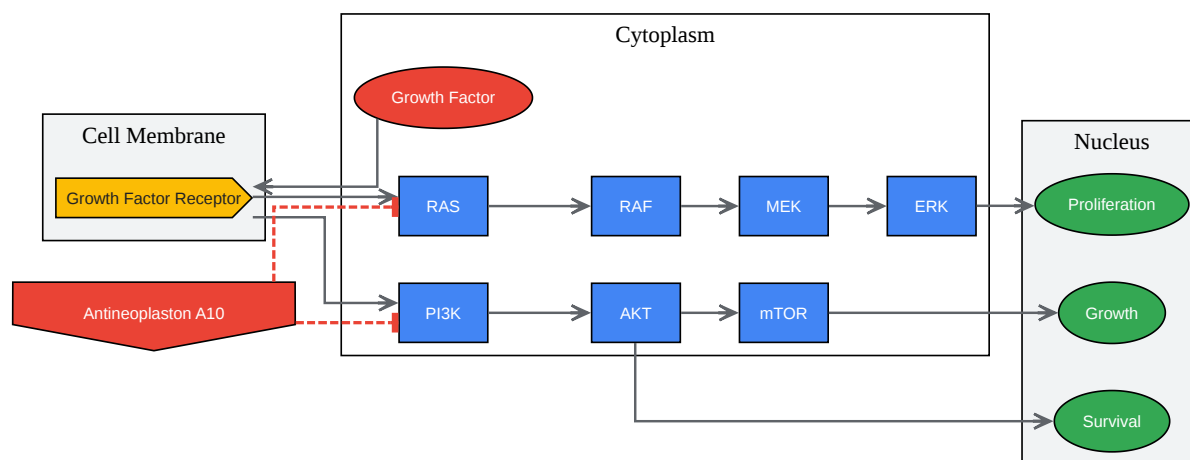 Cytoplasm
Growth Factor
Cell Membrane
Nucleus
Growth Factor Receptor
RAS
RAF
MEK
ERK
Proliferation
Antineoplaston A10
PI3K
AKT
mTOR
Growth
Survival